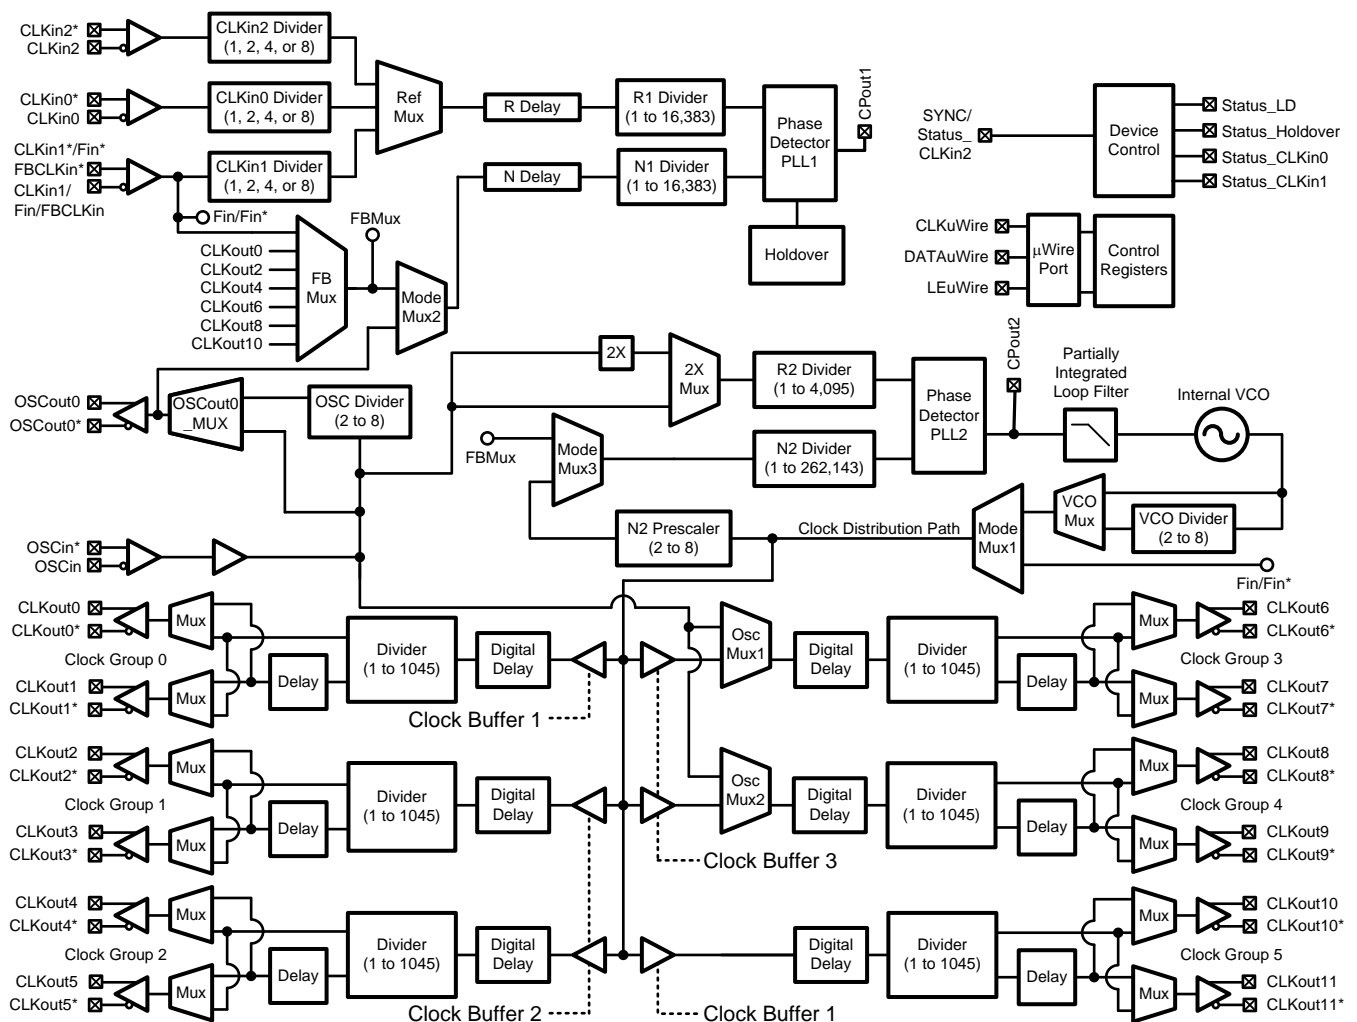 CLKin2*
CLKin2
CLKin2 Divider
(1, 2, 4, or 8)
CLKin0*
CLKin0
CLKin0 Divider
(1, 2, 4, or 8)
CLKin1*/Fin*
FBCLKin*
CLKin1/
Fin/FBCLKin
CLKin1 Divider
(1, 2, 4, or 8)
Ref
Mux
R Delay
R1 Divider
(1 to 16,383)
N Delay
N1 Divider
(1 to 16,383)
Phase
Detector
PLL1
CPout1
Holdover
SYNC/
Status_
CLKin2
Device
Control
Status_LD
Status_Holdover
Status_CLKin0
Status_CLKin1
CLKuWire
DATAuWire
LEuWire
µWire
Port
Control
Registers
Fin/Fin*
FBMux
CLKout0
CLKout2
CLKout4
CLKout6
CLKout8
CLKout10
FB
Mux
Mode
Mux2
2X
2X
Mux
R2 Divider
(1 to 4,095)
Phase
Detector
PLL2
CPout2
Partially
Integrated
Loop Filter
Internal VCO
OSCout0
OSCout0*
OSCout0
_MUX
OSC Divider
(2 to 8)
FBMux
Mode
Mux3
N2 Divider
(1 to 262,143)
N2 Prescaler
(2 to 8)
Clock Distribution Path
Mode
Mux1
VCO
Mux
VCO Divider
(2 to 8)
Fin/Fin*
OSCin*
OSCin
CLKout0
CLKout0*
Mux
Clock Group 0
CLKout1
CLKout1*
Mux
Delay
Divider
(1 to 1045)
Digital
Delay
Clock Buffer 1
Osc
Mux1
Digital
Delay
Divider
(1 to 1045)
Delay
Mux
CLKout6
CLKout6*
Clock Group 3
Mux
CLKout7
CLKout7*
CLKout2
CLKout2*
Mux
Clock Group 1
CLKout3
CLKout3*
Mux
Delay
Divider
(1 to 1045)
Digital
Delay
Osc
Mux2
Digital
Delay
Divider
(1 to 1045)
Delay
Mux
CLKout8
CLKout8*
Clock Group 4
Mux
CLKout9
CLKout9*
Clock Buffer 3
CLKout4
CLKout4*
Mux
Clock Group 2
CLKout5
CLKout5*
Mux
Delay
Divider
(1 to 1045)
Digital
Delay
Clock Buffer 2
Clock Buffer 1
Digital
Delay
Divider
(1 to 1045)
Delay
Mux
CLKout10
CLKout10*
Clock Group 5
Mux
CLKout11
CLKout11*